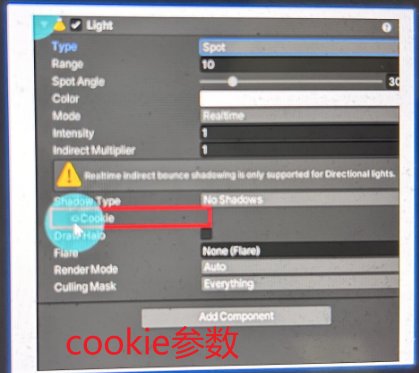 Light
Type Spot
Range 10
Spot Angle 30
Color
Mode Realtime
Intensity 1
Indirect Multiplier 1
Realtime indirect bounce shadowing is only supported for Directional lights.
Shadow Type No Shadows
Cookie
Draw Halo
Flare None (Flare)
Render Mode Auto
Culling Mask Everything
Add Component
cookie参数